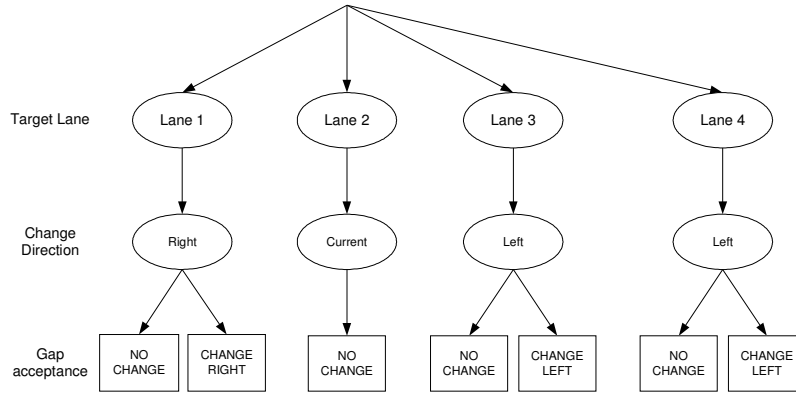 Target Lane
Lane 1
Lane 2
Lane 3
Lane 4
Change
Direction
Right
Current
Left
Left
Gap
acceptance
NO
CHANGE
CHANGE
RIGHT
NO
CHANGE
NO
CHANGE
CHANGE
LEFT
NO
CHANGE
CHANGE
LEFT